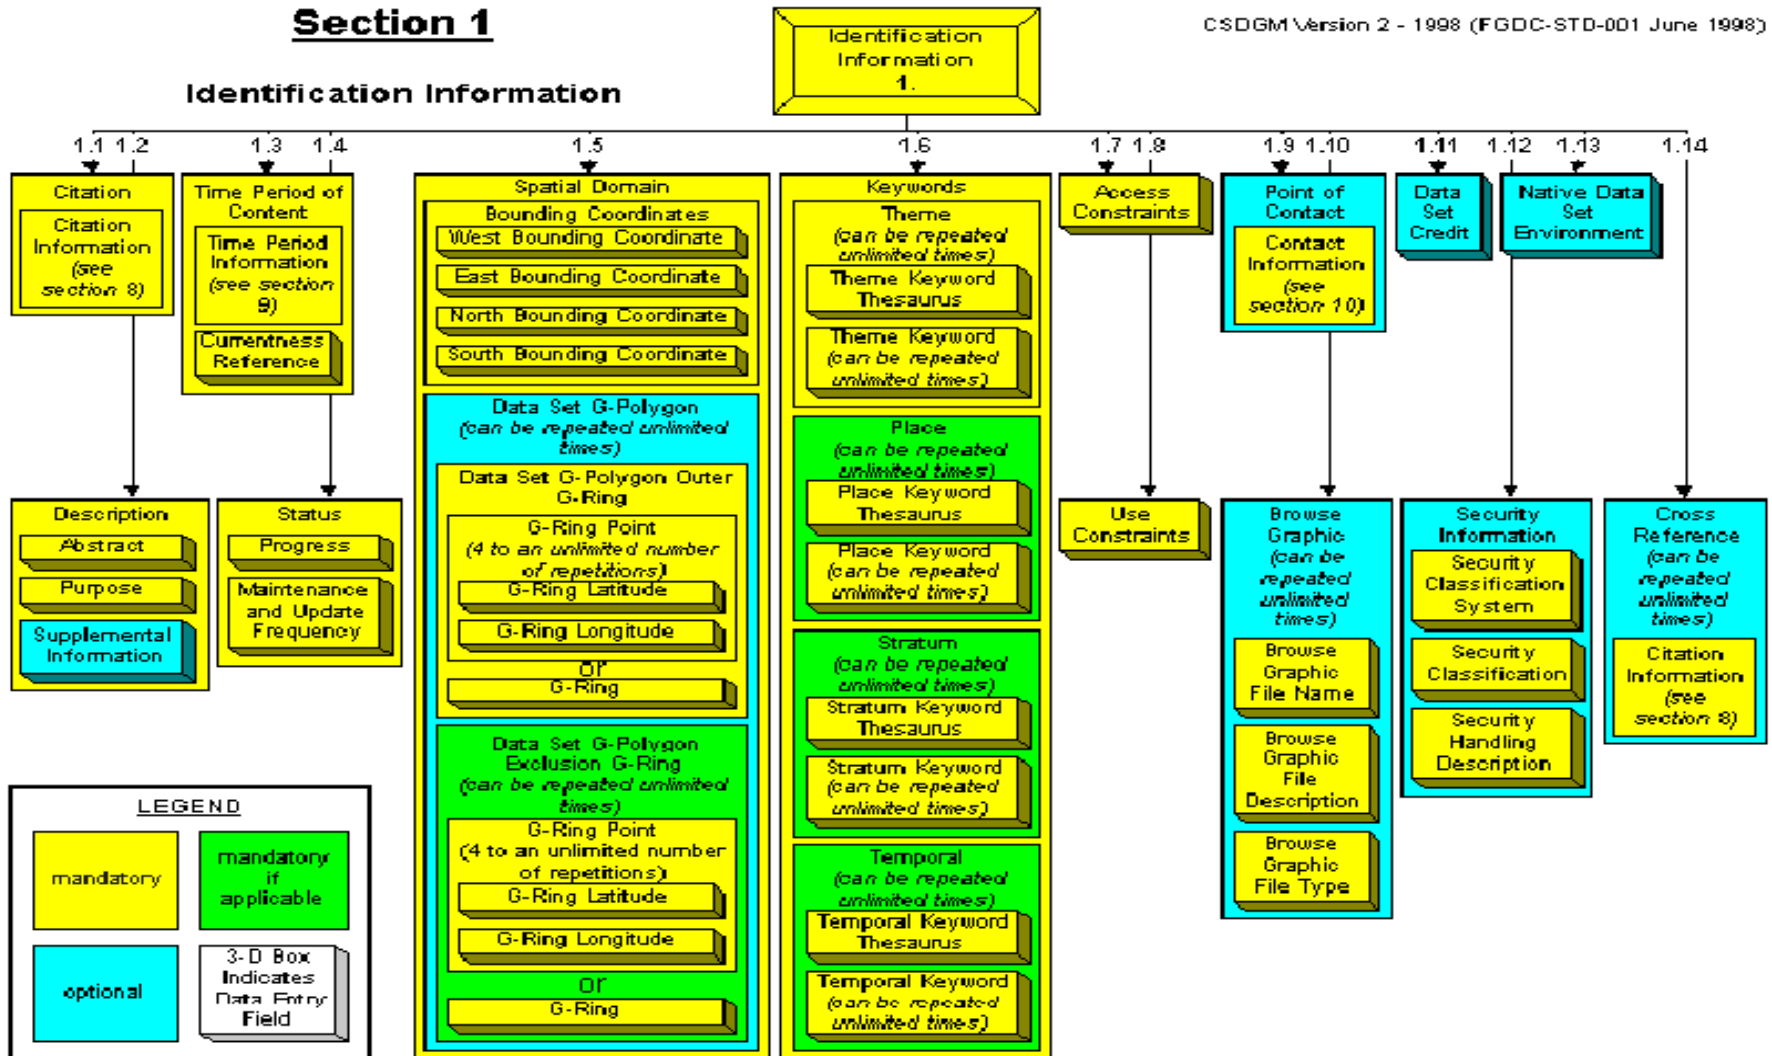 Section 1
Identification Information
Identification
Information
1.
CSDGM Version 2 - 1998 (FGDC-STD-001 June 1998)
1.1 1.2 1.3 1.4 1.5 1.6 1.7 1.8 1.9 1.10 1.11 1.12 1.13 1.14
Citation
Citation
Information
(see
section 8)
Description
Abstract
Purpose
Supplemental
Information
Time Period of
Content
Time Period
Information
(see section
9)
Currentness
Reference
Status
Progress
Maintenance
and Update
Frequency
Spatial Domain
Bounding Coordinates
West Bounding Coordinate
East Bounding Coordinate
North Bounding Coordinate
South Bounding Coordinate
Data Set G-Polygon
(can be repeated unlimited
times)
Data Set G-Polygon Outer
G-Ring
G-Ring Point
(4 to an unlimited number
of repetitions)
G-Ring Latitude
G-Ring Longitude
or
G-Ring
Data Set G-Polygon
Exclusion G-Ring
(can be repeated unlimited
times)
G-Ring Point
(4 to an unlimited number
of repetitions)
G-Ring Latitude
G-Ring Longitude
or
G-Ring
Keywords
Theme
(can be repeated
unlimited times)
Theme Keyword
Thesaurus
Theme Keyword
(can be repeated
unlimited times)
Place
(can be repeated
unlimited times)
Place Keyword
Thesaurus
Place Keyword
(can be repeated
unlimited times)
Stratum
(can be repeated
unlimited times)
Stratum Keyword
Thesaurus
Stratum Keyword
(can be repeated
unlimited times)
Temporal
(can be repeated
unlimited times)
Temporal Keyword
Thesaurus
Temporal Keyword
(can be repeated
unlimited times)
Access
Constraints
Use
Constraints
Point of
Contact
Contact
Information
(see
section 10)
Browse
Graphic
(can be
repeated
unlimited
times)
Browse
Graphic
File Name
Browse
Graphic
File
Description
Browse
Graphic
File Type
Data
Set
Credit
Native Data
Set
Environment
Security
Information
Security
Classification
System
Security
Classification
Security
Handling
Description
Cross
Reference
(can be
repeated
unlimited
times)
Citation
Information
(see
section 8)
LEGEND
mandatory
mandatory
if
applicable
optional
3-D Box
Indicates
Data Entry
Field